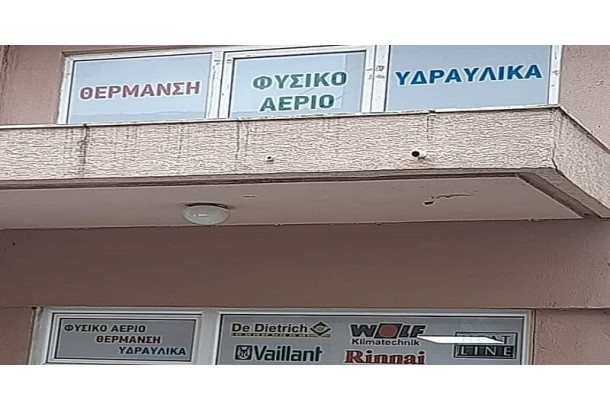 ΘΕΡΜΑΝΣΗ
ΦΥΣΙΚΟ
ΑΕΡΙΟ
ΥΔΡΑΥΛΙΚΑ
ΦΥΣΙΚΟ ΑΕΡΙΟ
ΘΕΡΜΑΝΣΗ
ΥΔΡΑΥΛΙΚΑ
De Dietrich
WOLF
Klimatechnik
Vaillant
Rinnai
LINE